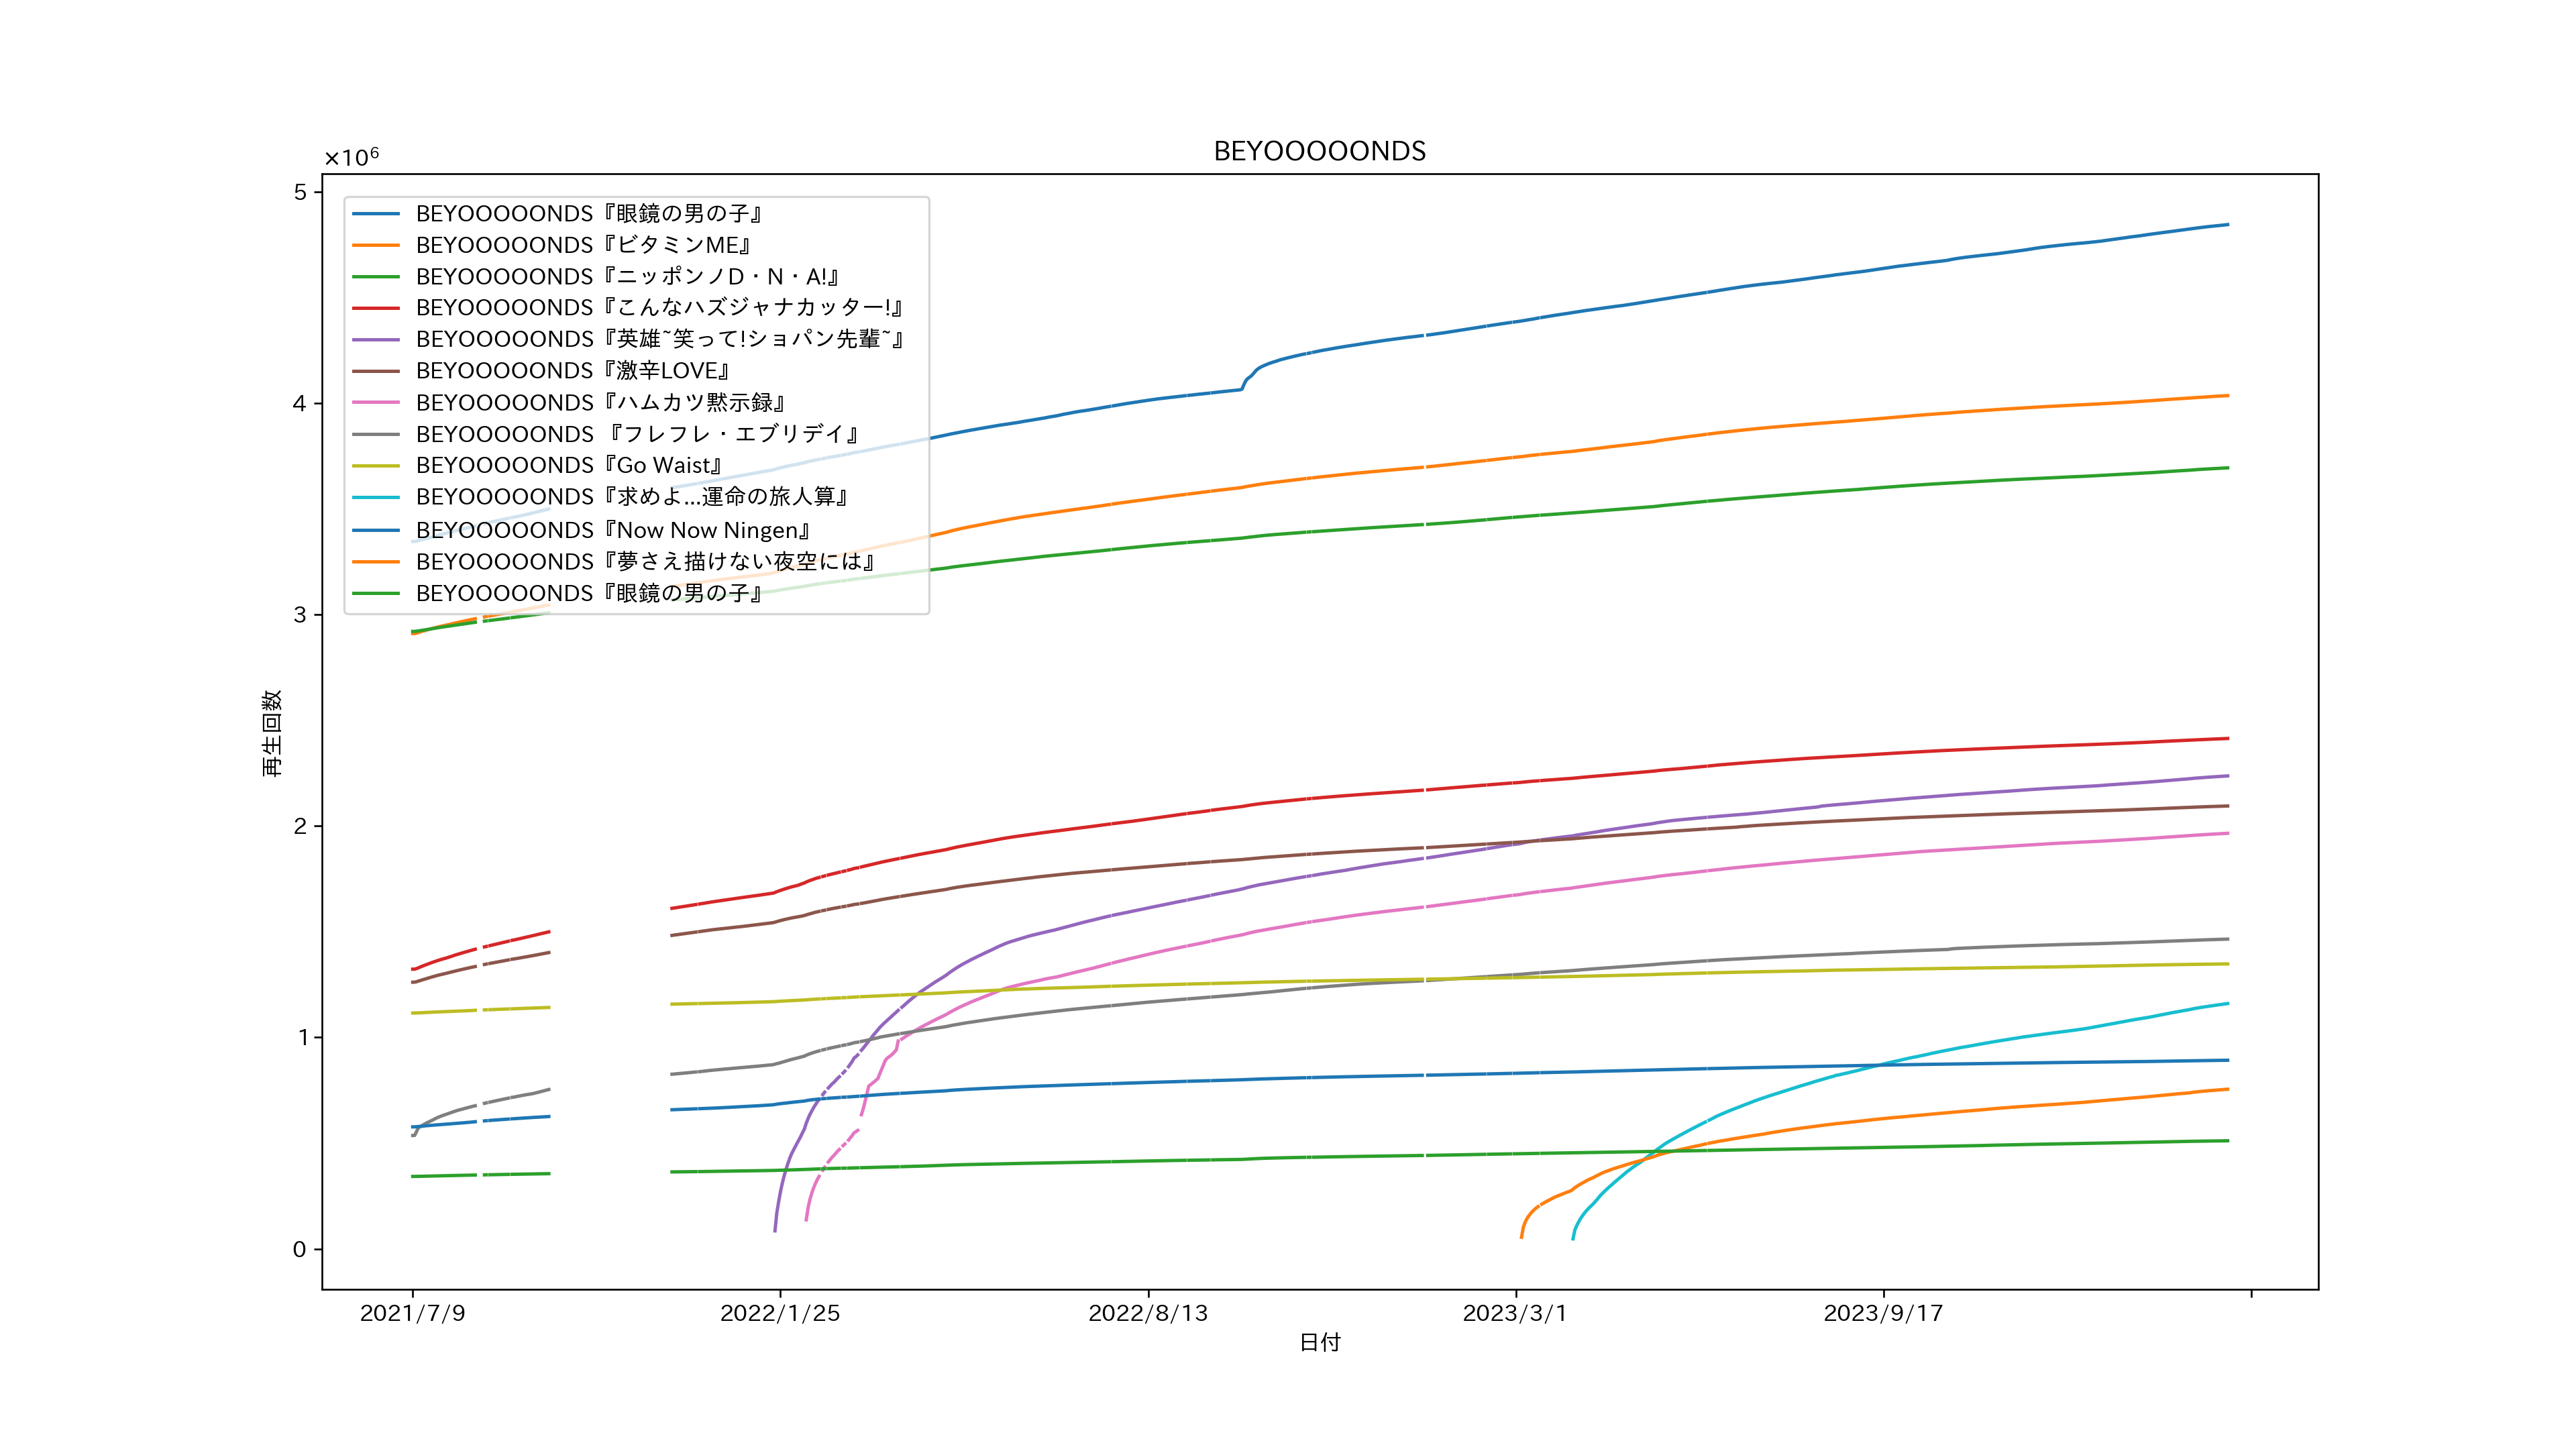 BEYOOOOONDS
×10⁶
5
4
3
2
1
0
再生回数
BEYOOOOONDS『眼鏡の男の子』
BEYOOOOONDS『ビタミンME』
BEYOOOOONDS『ニッポンノD・N・A!』
BEYOOOOONDS『こんなハズジャナカッター!』
BEYOOOOONDS『英雄~笑って!ショパン先輩~』
BEYOOOOONDS『激辛LOVE』
BEYOOOOONDS『ハムカツ黙示録』
BEYOOOOONDS 『フレフレ・エブリデイ』
BEYOOOOONDS『Go Waist』
BEYOOOOONDS『求めよ...運命の旅人算』
BEYOOOOONDS『Now Now Ningen』
BEYOOOOONDS『夢さえ描けない夜空には』
BEYOOOOONDS『眼鏡の男の子』
2021/7/9 2022/1/25 2022/8/13 2023/3/1 2023/9/17
日付